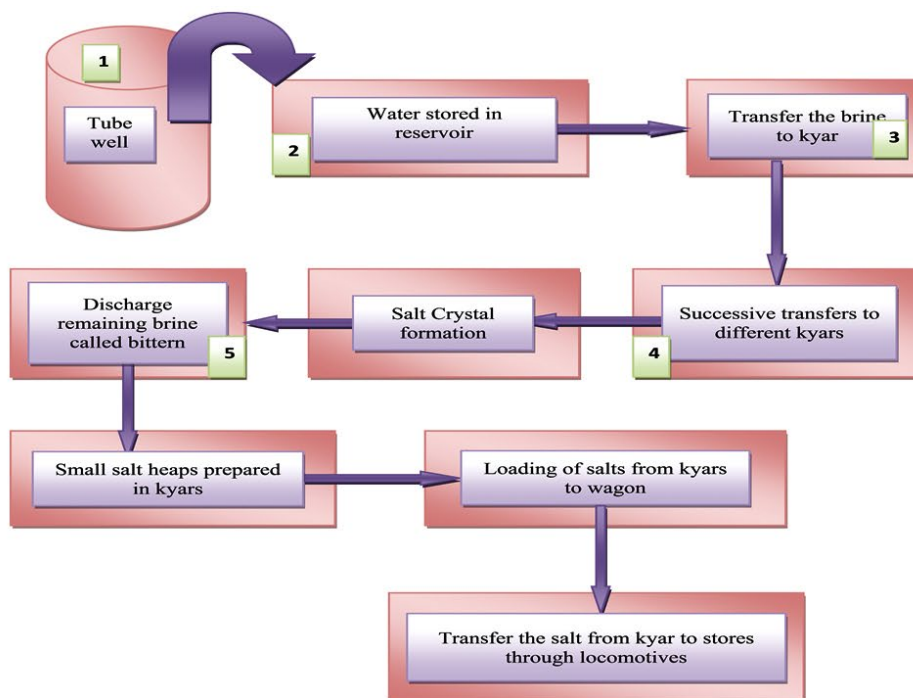 1
Tube
well
Water stored in
reservoir
2
Transfer the brine
to kyar
3
Successive transfers to
different kyars
4
Salt Crystal
formation
Discharge
remaining brine
called bittern
5
Small salt heaps prepared
in kyars
Loading of salts from kyars
to wagon
Transfer the salt from kyar to stores
through locomotives